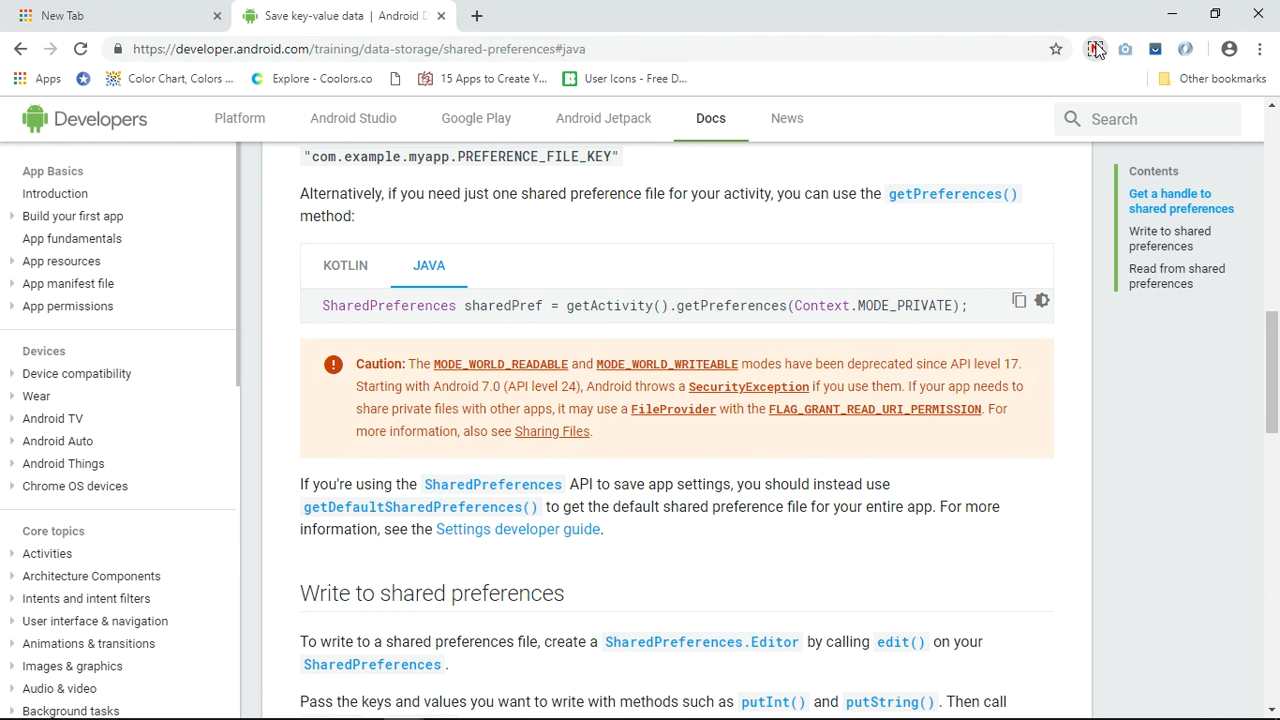 New Tab
Save key-value data | Android D
https://developer.android.com/training/data-storage/shared-preferences#java
Apps
Color Chart, Colors ...
Explore - Coolors.co
15 Apps to Create Y...
User Icons - Free D...
Other bookmarks
Developers
Platform
Android Studio
Google Play
Android Jetpack
Docs
News
Search
App Basics
Introduction
Build your first app
App fundamentals
App resources
App manifest file
App permissions
Devices
Device compatibility
Wear
Android TV
Android Auto
Android Things
Chrome OS devices
Core topics
Activities
Architecture Components
Intents and intent filters
User interface & navigation
Animations & transitions
Images & graphics
Audio & video
Background tasks
"com.example.myapp.PREFERENCE_FILE_KEY"
Alternatively, if you need just one shared preference file for your activity, you can use the getPreferences()
method:
KOTLIN
JAVA
SharedPreferences sharedPref = getActivity().getPreferences(Context.MODE_PRIVATE);
Caution: The MODE_WORLD_READABLE and MODE_WORLD_WRITEABLE modes have been deprecated since API level 17.
Starting with Android 7.0 (API level 24), Android throws a SecurityException if you use them. If your app needs to
share private files with other apps, it may use a FileProvider with the FLAG_GRANT_READ_URI_PERMISSION. For
more information, also see Sharing Files.
If you're using the SharedPreferences API to save app settings, you should instead use
getDefaultSharedPreferences() to get the default shared preference file for your entire app. For more
information, see the Settings developer guide.
Write to shared preferences
To write to a shared preferences file, create a SharedPreferences.Editor by calling edit() on your
SharedPreferences.
Pass the keys and values you want to write with methods such as putInt() and putString(). Then call
Contents
Get a handle to
shared preferences
Write to shared
preferences
Read from shared
preferences